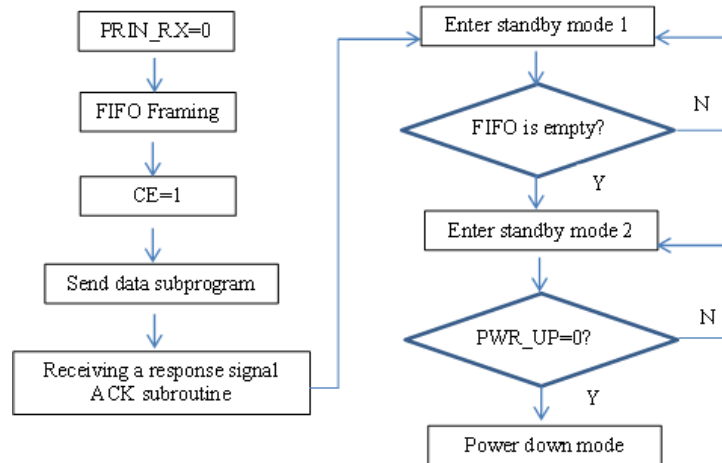 PRIN_RX=0
FIFO Framing
CE=1
Send data subprogram
Receiving a response signal
ACK subroutine
Enter standby mode 1
FIFO is empty?
N
Y
Enter standby mode 2
PWR_UP=0?
N
Y
Power down mode